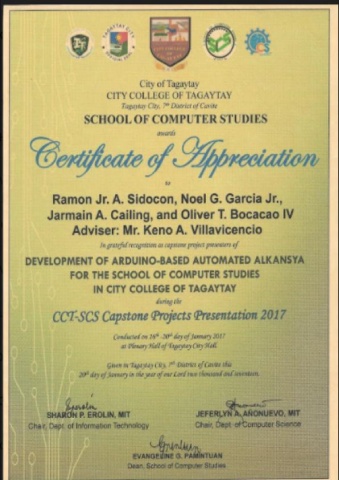 City of Tagaytay
CITY COLLEGE OF TAGAYTAY
Tagaytay City, 7th District of Cavite
SCHOOL OF COMPUTER STUDIES
awards
Certificate of Appreciation
to
Ramon Jr. A. Sidocon, Noel G. Garcia Jr.,
Jarmain A. Cailing, and Oliver T. Bocacao IV
Adviser: Mr. Keno A. Villavicencio
In grateful recognition as capstone project presentors of
DEVELOPMENT OF ARDUINO-BASED AUTOMATED ALKANSYA
FOR THE SCHOOL OF COMPUTER STUDIES
IN CITY COLLEGE OF TAGAYTAY
during the
CCT-SCS Capstone Projects Presentation 2017
Conducted on 16th -20th day of January 2017
at Plenary Hall of Tagaytay City Hall.
Given in Tagaytay City, 7th District of Cavite this
20th day of January in the year of our Lord two thousand and seventeen.
SHARON P. EROLIN, MIT
Chair, Dept. of Information Technology
JEFERLYN A. AÑONUEVO, MIT
Chair, Dept. of Computer Science
EVANGELINE G. PAMINTUAN
Dean, School of Computer Studies